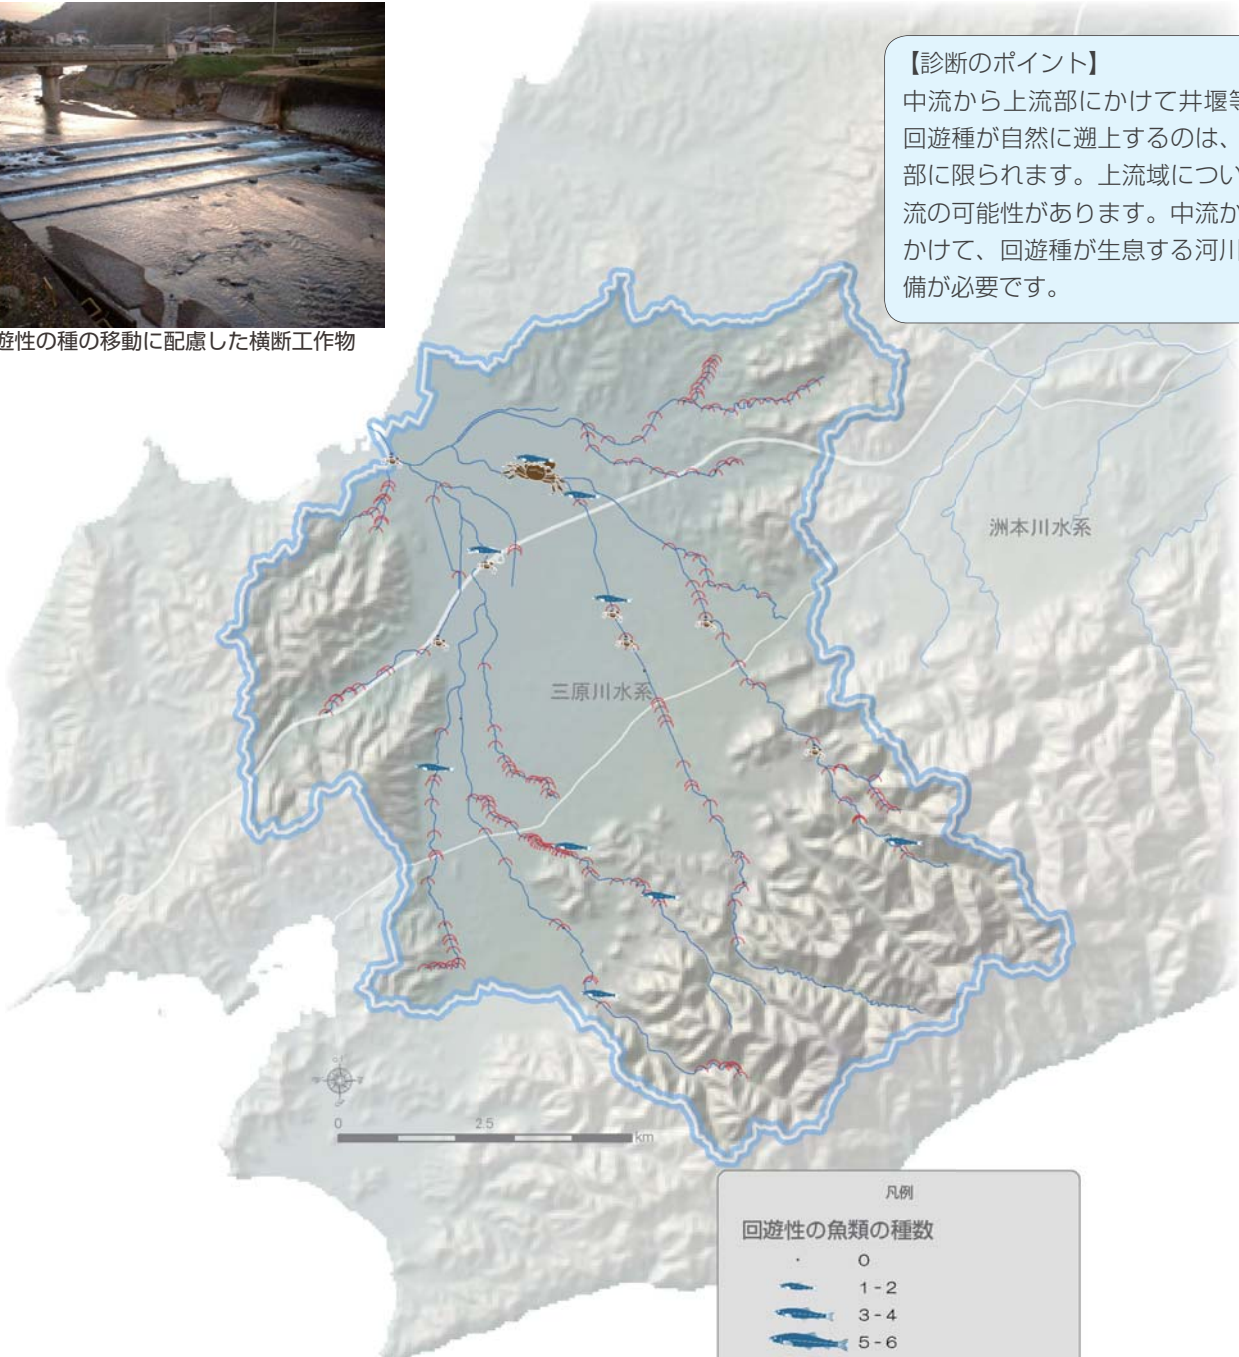 【診断のポイント】
中流から上流部にかけて井堰等
回遊種が自然に遡上するのは、
部に限られます。上流域につい
流の可能性があります。中流か
かけて、回遊種が生息する河川
備が必要です。
遊性の種の移動に配慮した横断工作物
洲本川水系
三原川水系
0 2.5 km
凡例
回遊性の魚類の種数
0
1-2
3-4
5-6